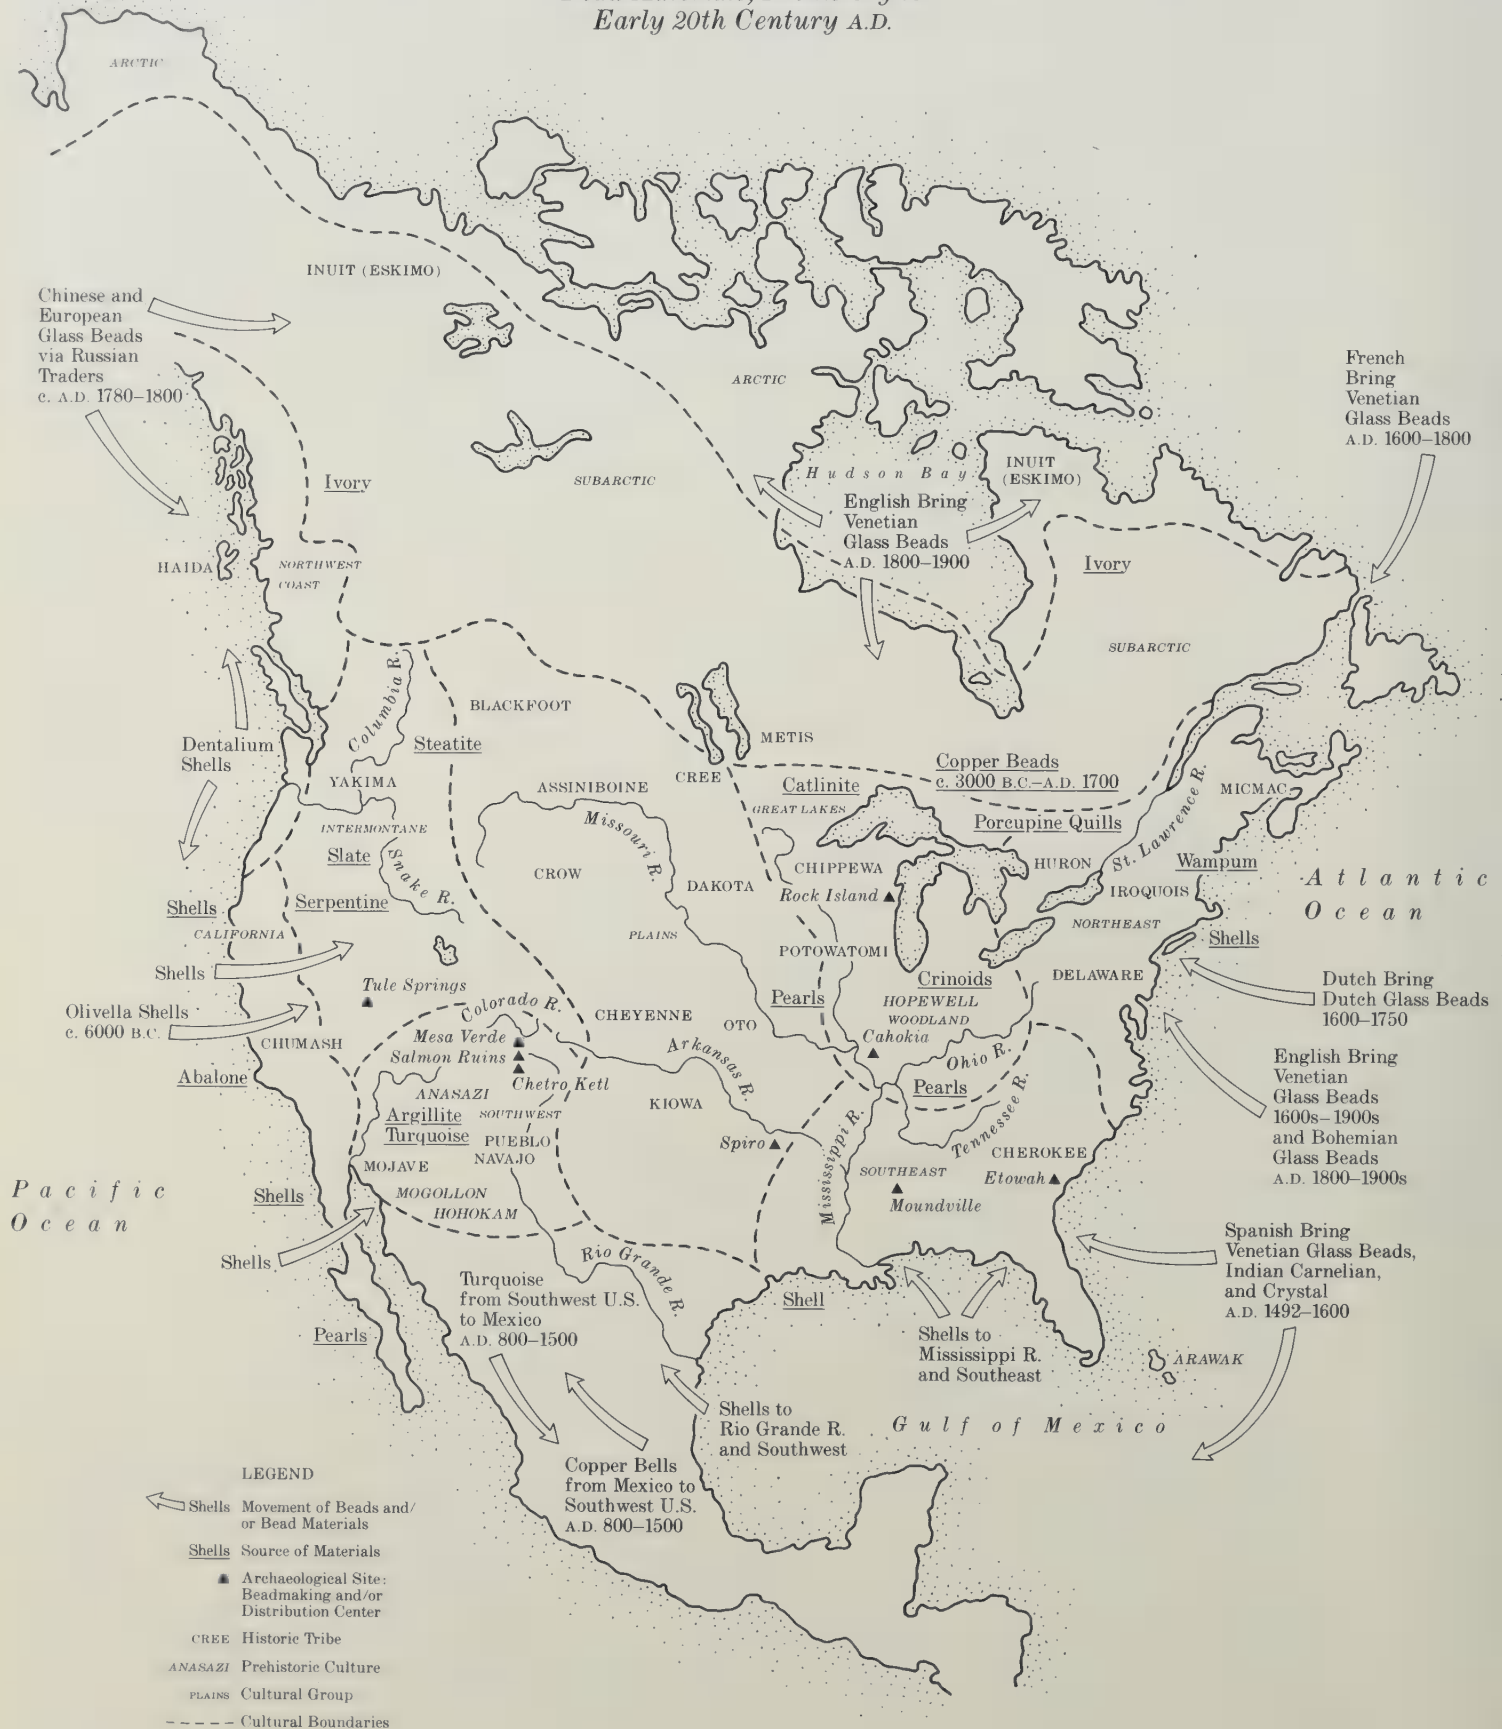 Early 20th Century A.D.
ARCTIC
INUIT (ESKIMO)
Chinese and
European
Glass Beads
via Russian
Traders
c. A.D. 1780–1800
ARCTIC
French
Bring
Venetian
Glass Beads
A.D. 1600–1800
Ivory
SUBARCTIC
Hudson Bay
INUIT
(ESKIMO)
English Bring
Venetian
Glass Beads
A.D. 1800–1900
HAIDA
NORTHWEST
COAST
Ivory
SUBARCTIC
Columbia R.
BLACKFOOT
Steatite
METIS
Dentalium
Shells
YAKIMA
CREE
Copper Beads
c. 3000 B.C.–A.D. 1700
Catlinite
ASSINIBOINE
GREAT LAKES
MICMAC
Missouri R.
Porcupine Quills
St. Lawrence R.
INTERMONTANE
Slate
Snake R.
CROW
CHIPPEWA
HURON
Wampum
DAKOTA
Rock Island
IROQUOIS
Atlantic
Ocean
Serpentine
Shells
CALIFORNIA
PLAINS
NORTHEAST
Shells
POTOWATOMI
Shells
Crinoids
DELAWARE
Tule Springs
Pearls
HOPEWELL
WOODLAND
Dutch Bring
Dutch Glass Beads
1600–1750
Olivella Shells
c. 6000 B.C.
Colorado R.
CHEYENNE
OTO
Cahokia
CHUMASH
Mesa Verde
Salmon Ruins
Chetro Ketl
Arkansas R.
Ohio R.
English Bring
Venetian
Glass Beads
1600s–1900s
and Bohemian
Glass Beads
A.D. 1800–1900s
Abalone
ANASAZI
Argillite
Turquoise
SOUTHWEST
KIOWA
Pearls
Tennessee R.
PUEBLO
NAVAJO
Spiro
Mississippi R.
CHEROKEE
MOJAVE
SOUTHEAST
Etowah
Pacific
Ocean
Shells
MOGOLLON
HOHOKAM
Moundville
Shells
Rio Grande R.
Spanish Bring
Venetian Glass Beads,
Indian Carnelian,
and Crystal
A.D. 1492–1600
Turquoise
from Southwest U.S.
to Mexico
A.D. 800–1500
Shell
Pearls
Shells to
Mississippi R.
and Southeast
ARAWAK
Shells to
Rio Grande R.
and Southwest
Gulf of Mexico
Copper Bells
from Mexico to
Southwest U.S.
A.D. 800–1500
LEGEND
Shells Movement of Beads and/
or Bead Materials
Shells Source of Materials
Archaeological Site:
Beadmaking and/or
Distribution Center
CREE Historic Tribe
ANASAZI Prehistoric Culture
PLAINS Cultural Group
Cultural Boundaries